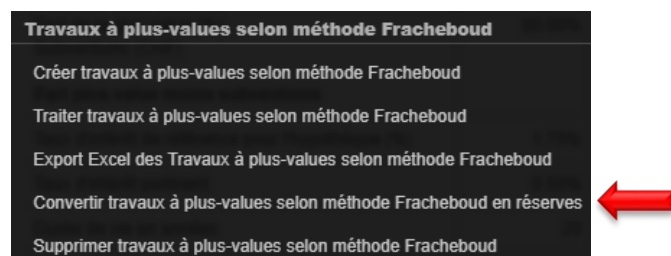 Travaux à plus-values selon méthode Fracheboud
Créer travaux à plus-values selon méthode Fracheboud
Traiter travaux à plus-values selon méthode Fracheboud
Export Excel des Travaux à plus-values selon méthode Fracheboud
Convertir travaux à plus-values selon méthode Fracheboud en réserves
Supprimer travaux à plus-values selon méthode Fracheboud